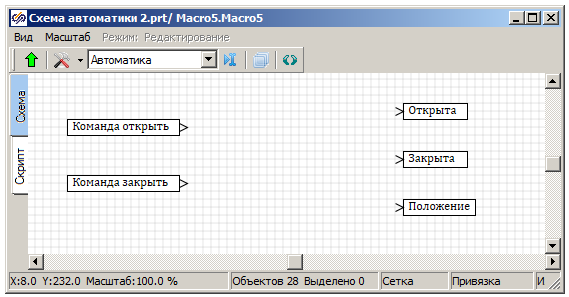 Схема автоматики 2.prt/ Macro5.Macro5
Вид Масштаб Режим: Редактирование
Автоматика
Схема
Скрипт
Команда открыть
Команда закрыть
Открыта
Закрыта
Положение
X:8.0 Y:232.0 Масштаб:100.0 %
Объектов 28 Выделено 0
Сетка
Привязка
И